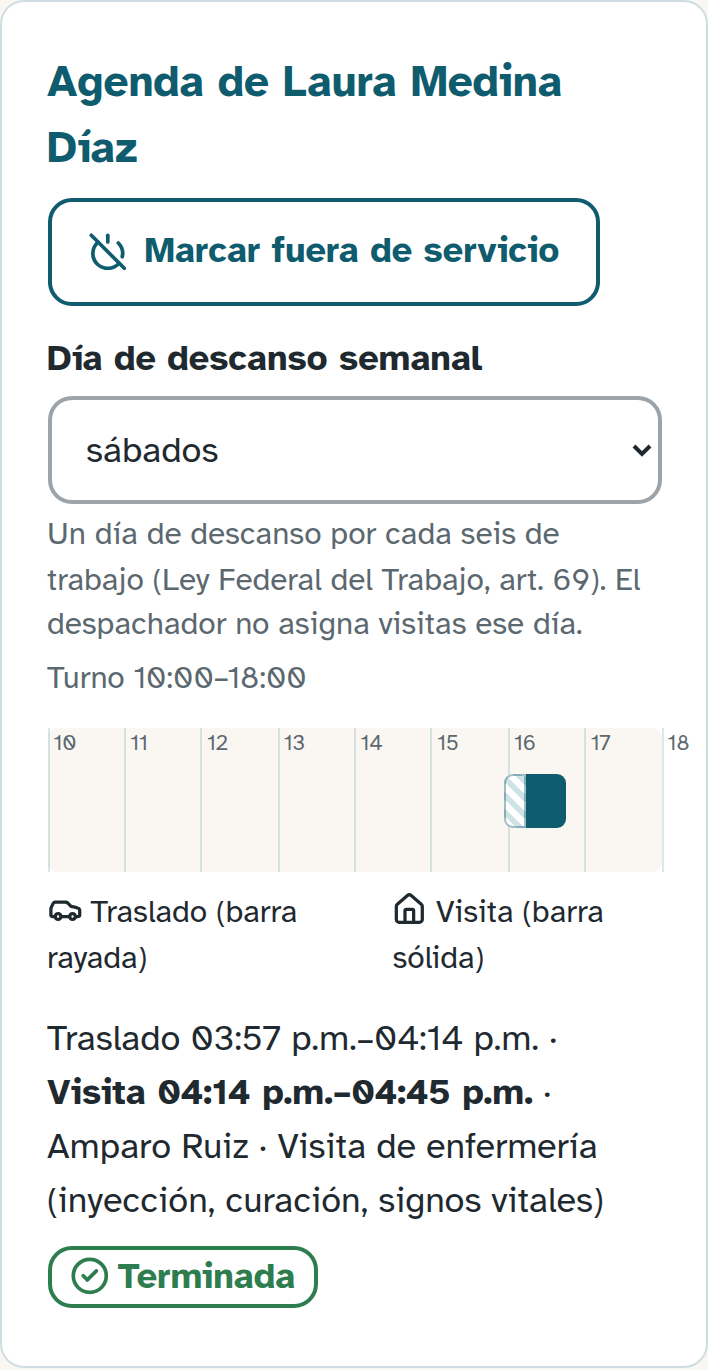 Agenda de Laura Medina
Díaz
Marcar fuera de servicio
Día de descanso semanal
sábados
Un día de descanso por cada seis de
trabajo (Ley Federal del Trabajo, art. 69). El
despachador no asigna visitas ese día.
Turno 10:00–18:00
10 11 12 13 14 15 16 17 18
Traslado (barra
rayada)
Visita (barra
sólida)
Traslado 03:57 p.m.–04:14 p.m. ·
Visita 04:14 p.m.–04:45 p.m. ·
Amparo Ruiz · Visita de enfermería
(inyección, curación, signos vitales)
Terminada